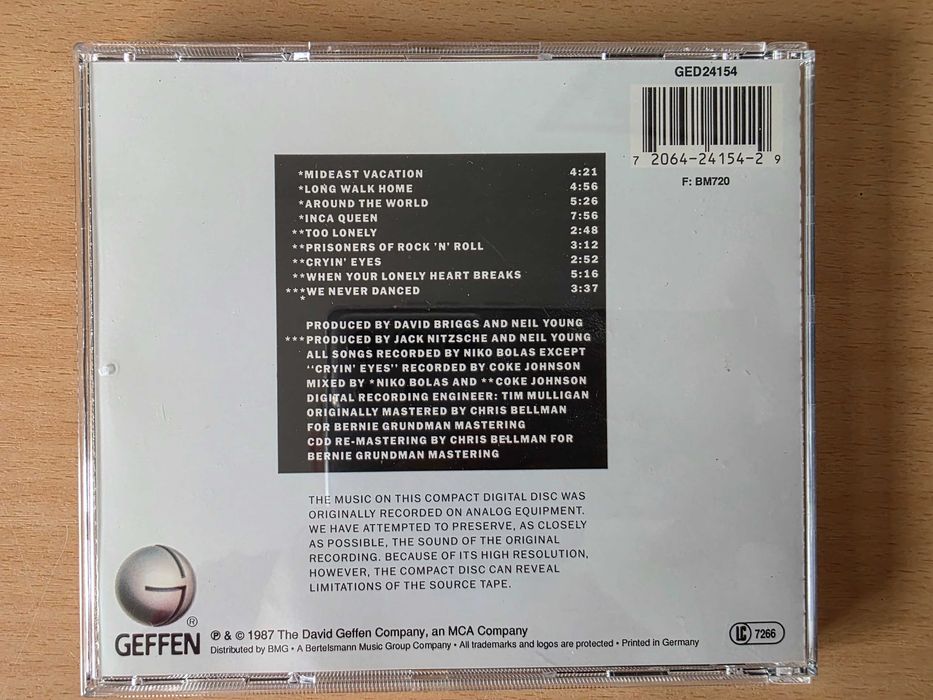 GED24154
7 2064-24154-2 9
F: BM720
*MIDEAST VACATION 4:21
*LONG WALK HOME 4:56
*AROUND THE WORLD 5:26
*INCA QUEEN 7:56
**TOO LONELY 2:48
**PRISONERS OF ROCK 'N' ROLL 3:12
**CRYIN' EYES 2:52
**WHEN YOUR LONELY HEART BREAKS 5:16
***WE NEVER DANCED 3:37
*
PRODUCED BY DAVID BRIGGS AND NEIL YOUNG
***PRODUCED BY JACK NITZSCHE AND NEIL YOUNG
ALL SONGS RECORDED BY NIKO BOLAS EXCEPT
"CRYIN' EYES" RECORDED BY COKE JOHNSON
MIXED BY *NIKO BOLAS AND **COKE JOHNSON
DIGITAL RECORDING ENGINEER: TIM MULLIGAN
ORIGINALLY MASTERED BY CHRIS BELLMAN
FOR BERNIE GRUNDMAN MASTERING
CDD RE-MASTERING BY CHRIS BELLMAN FOR
BERNIE GRUNDMAN MASTERING
THE MUSIC ON THIS COMPACT DIGITAL DISC WAS
ORIGINALLY RECORDED ON ANALOG EQUIPMENT.
WE HAVE ATTEMPTED TO PRESERVE, AS CLOSELY
AS POSSIBLE, THE SOUND OF THE ORIGINAL
RECORDING. BECAUSE OF ITS HIGH RESOLUTION,
HOWEVER, THE COMPACT DISC CAN REVEAL
LIMITATIONS OF THE SOURCE TAPE.
G ®
GEFFEN
℗ & © 1987 The David Geffen Company, an MCA Company
Distributed by BMG • A Bertelsmann Music Group Company • All trademarks and logos are protected • Printed in Germany
LC 7266